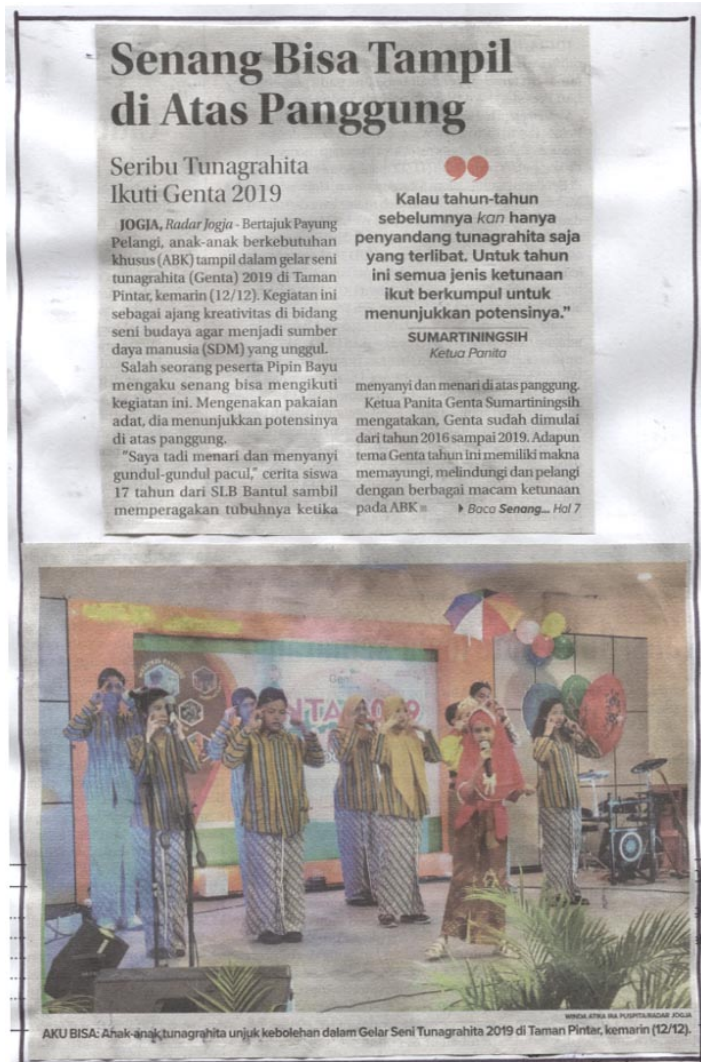 Senang Bisa Tampil
di Atas Panggung
Seribu Tunagrahita
Ikuti Genta 2019
JOGJA, Radar Jogja - Bertajuk Payung
Pelangi, anak-anak berkebutuhan
khusus (ABK) tampil dalam gelar seni
tunagrahita (Genta) 2019 di Taman
Pintar, kemarin (12/12). Kegiatan ini
sebagai ajang kreativitas di bidang
seni budaya agar menjadi sumber
daya manusia (SDM) yang unggul.
Salah seorang peserta Pipin Bayu
mengaku senang bisa mengikuti
kegiatan ini. Mengenakan pakaian
adat, dia menunjukkan potensinya
di atas panggung.
"Saya tadi menari dan menyanyi
gundul-gundul pacul," cerita siswa
17 tahun dari SLB Bantul sambil
memperagakan tubuhnya ketika
Kalau tahun-tahun
sebelumnya kan hanya
penyandang tunagrahita saja
yang terlibat. Untuk tahun
ini semua jenis ketunaan
ikut berkumpul untuk
menunjukkan potensinya."
SUMARTININGSIH
Ketua Panita
menyanyi dan menari di atas panggung.
Ketua Panita Genta Sumartiningsih
mengatakan, Genta sudah dimulai
dari tahun 2016 sampai 2019. Adapun
tema Genta tahun ini memiliki makna
memayungi, melindungi dan pelangi
dengan berbagai macam ketunaan
pada ABK
Baca Senang... Hal 7
NTA 2019
WINDA ATIKA IRA PUSPITA/RADAR JOGJA
AKU BISA: Anak-anak tunagrahita unjuk kebolehan dalam Gelar Seni Tunagrahita 2019 di Taman Pintar, kemarin (12/12).